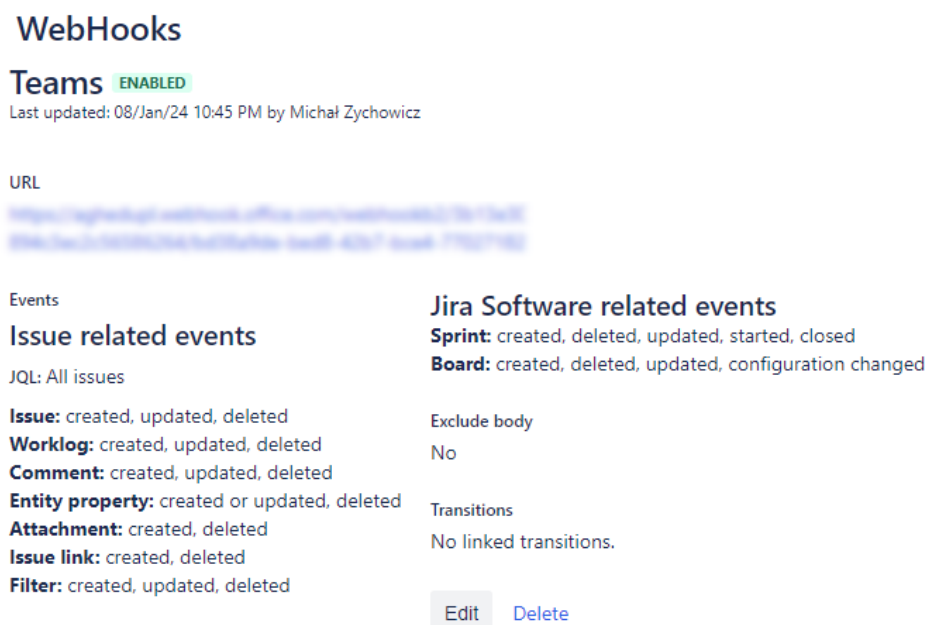 WebHooks
Teams ENABLED
Last updated: 08/Jan/24 10:45 PM by Michał Zychowicz
URL
Events
Issue related events
JQL: All issues
Issue: created, updated, deleted
Worklog: created, updated, deleted
Comment: created, updated, deleted
Entity property: created or updated, deleted
Attachment: created, deleted
Issue link: created, deleted
Filter: created, updated, deleted
Jira Software related events
Sprint: created, deleted, updated, started, closed
Board: created, deleted, updated, configuration changed
Exclude body
No
Transitions
No linked transitions.
Edit Delete